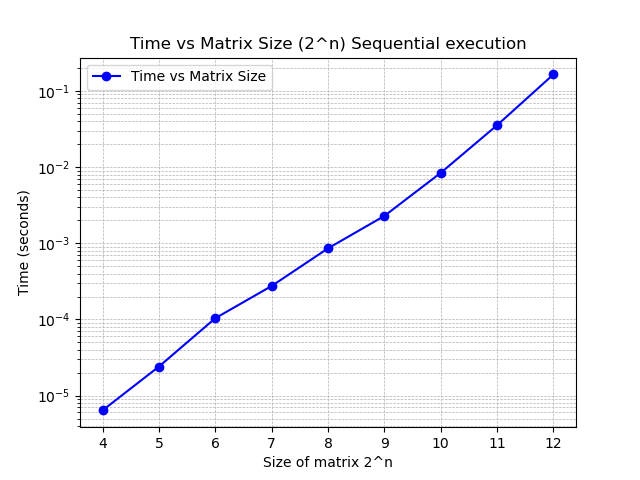 Time vs Matrix Size (2^n) Sequential execution
Time vs Matrix Size
10⁻¹
10⁻²
10⁻³
10⁻⁴
10⁻⁵
Time (seconds)
4 5 6 7 8 9 10 11 12
Size of matrix 2^n